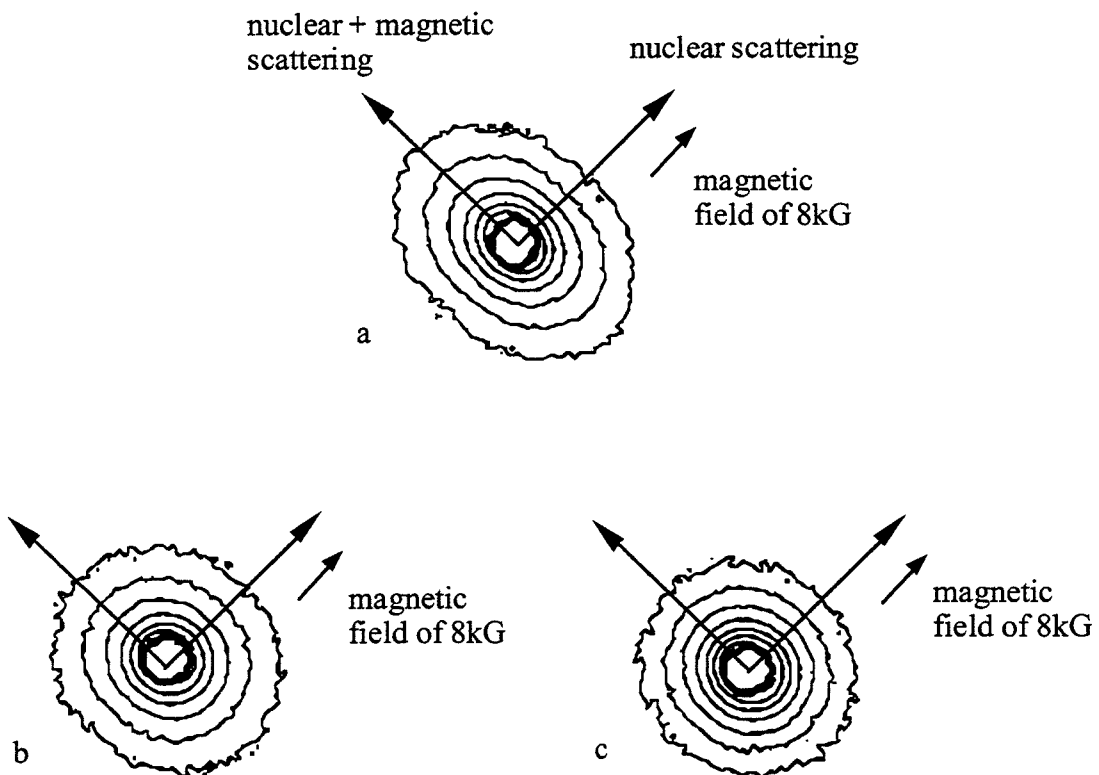 nuclear + magnetic
scattering
nuclear scattering
magnetic
field of 8kG
a
magnetic
field of 8kG
b
magnetic
field of 8kG
c